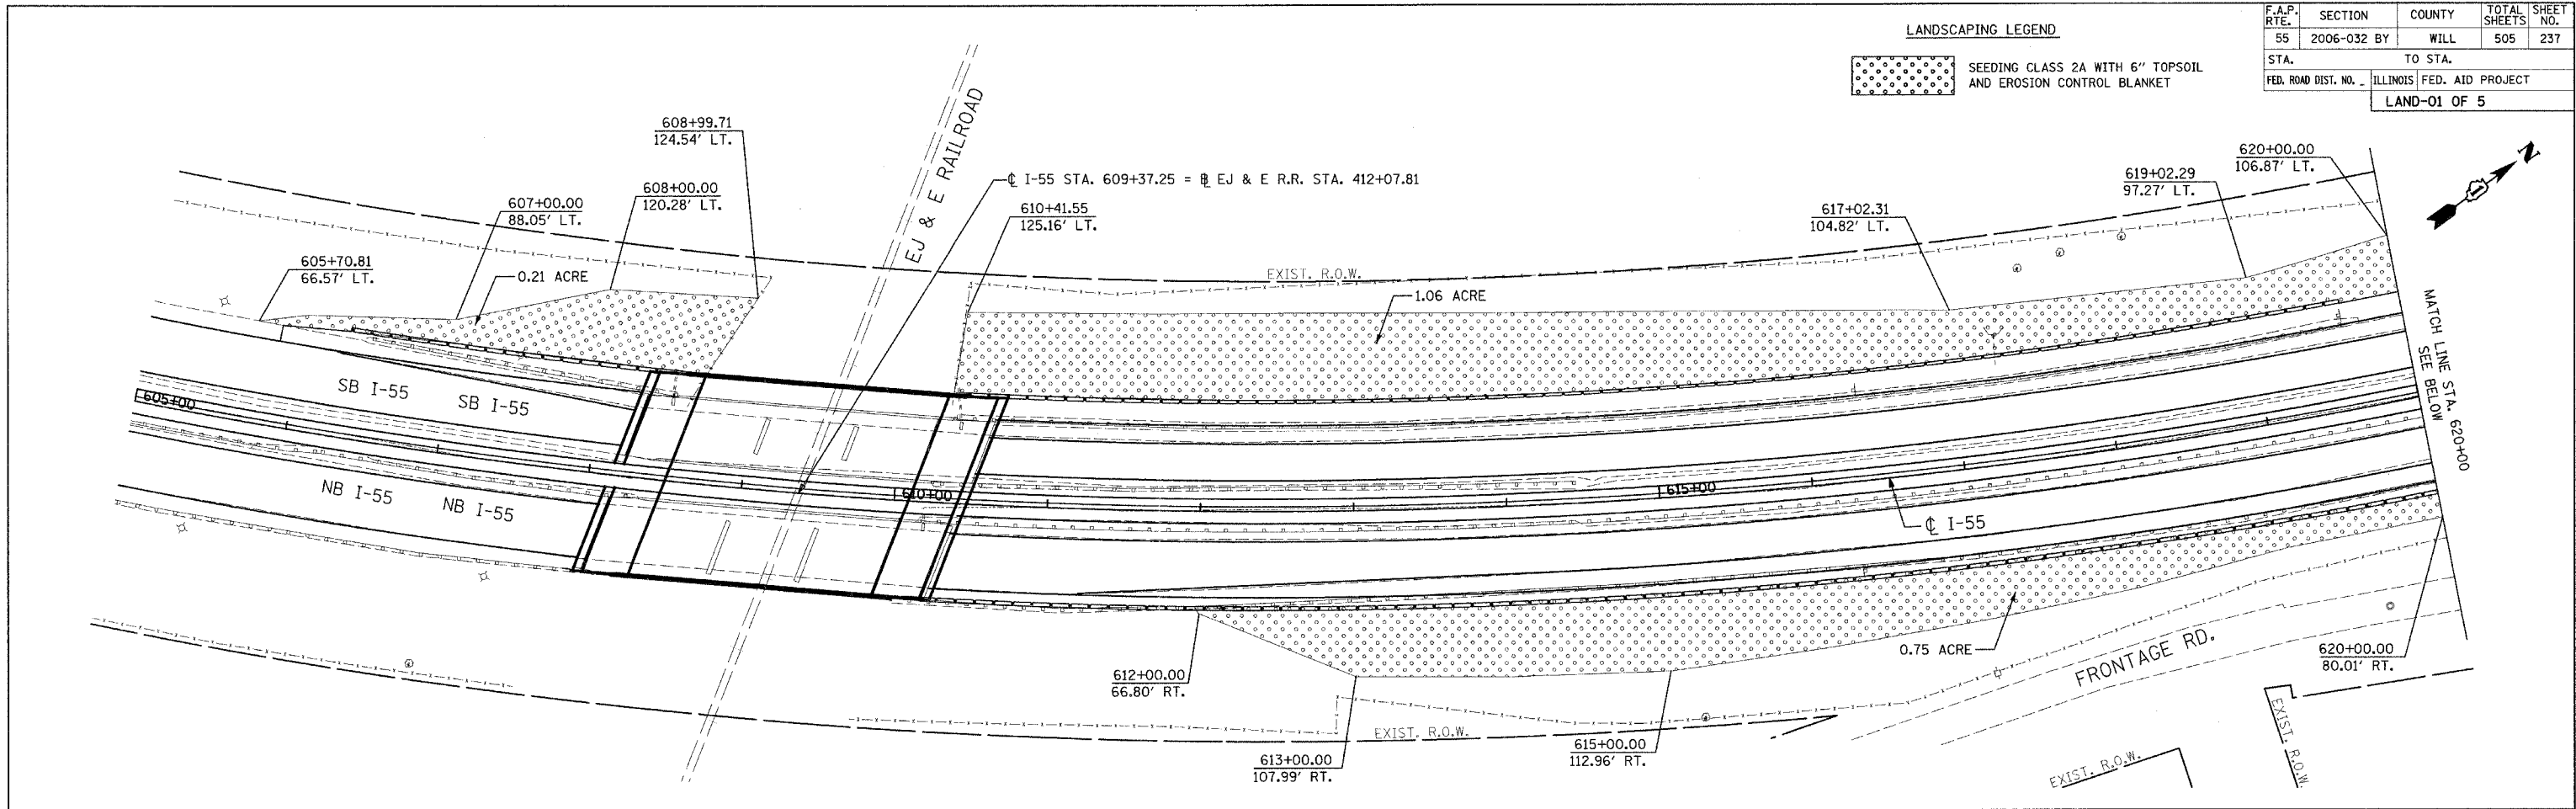 F.A.P. RTE. SECTION COUNTY TOTAL SHEETS SHEET NO.
55 2006-032 BY WILL 505 237
STA. TO STA.
FED. ROAD DIST. NO. _ ILLINOIS FED. AID PROJECT
LAND-01 OF 5
LANDSCAPING LEGEND
SEEDING CLASS 2A WITH 6" TOPSOIL
AND EROSION CONTROL BLANKET
N
608+99.71
124.54' LT.
608+00.00
120.28' LT.
607+00.00
88.05' LT.
605+70.81
66.57' LT.
0.21 ACRE
EJ & E RAILROAD
℄ I-55 STA. 609+37.25 = B EJ & E R.R. STA. 412+07.81
610+41.55
125.16' LT.
EXIST. R.O.W.
1.06 ACRE
617+02.31
104.82' LT.
619+02.29
97.27' LT.
620+00.00
106.87' LT.
MATCH LINE STA. 620+00
SEE BELOW
SB I-55 SB I-55
605+00
NB I-55 NB I-55
610+00
615+00
℄ I-55
0.75 ACRE
FRONTAGE RD.
620+00.00
80.01' RT.
612+00.00
66.80' RT.
613+00.00
107.99' RT.
EXIST. R.O.W.
615+00.00
112.96' RT.
EXIST. R.O.W.
EXIST. R.O.W.